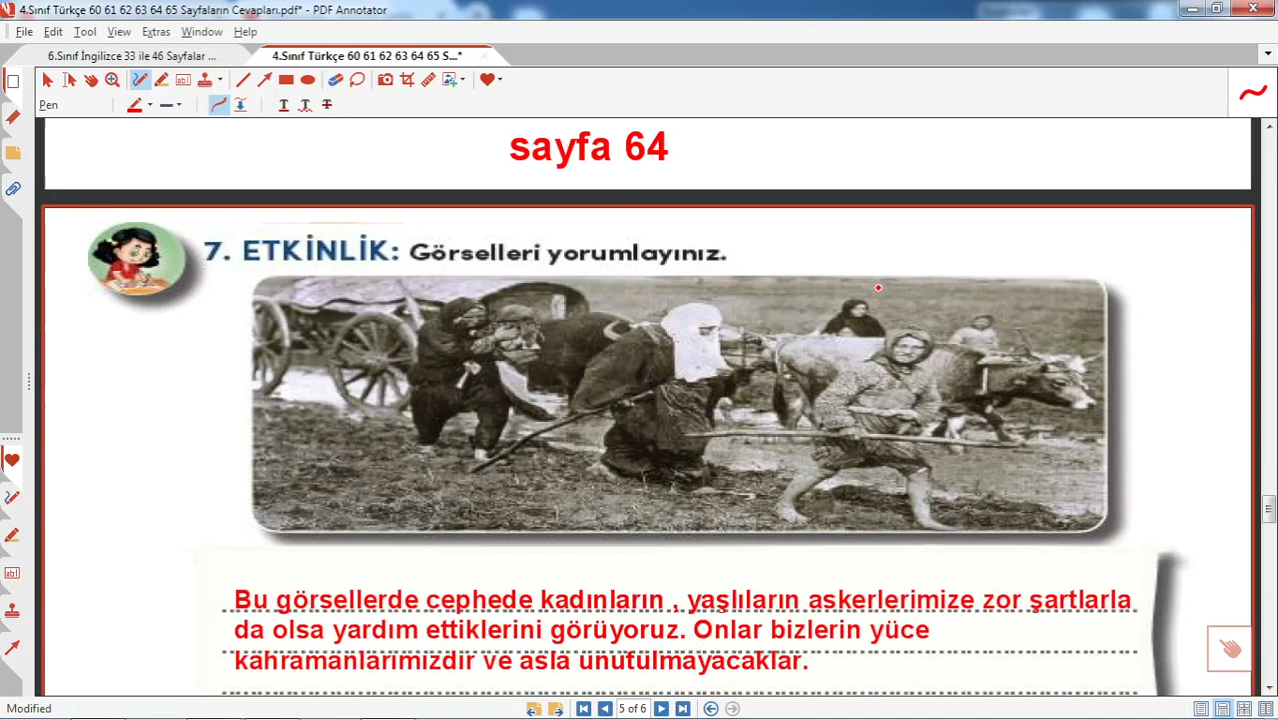 4.Sınıf Türkçe 60 61 62 63 64 65 Sayfaların Cevapları.pdf* - PDF Annotator
File Edit Tool View Extras Window Help
6.Sınıf İngilizce 33 ile 46 Sayfalar ... 4.Sınıf Türkçe 60 61 62 63 64 65 S...*
Pen
sayfa 64
7. ETKİNLİK: Görselleri yorumlayınız.
Bu görsellerde cephede kadınların , yaşlıların askerlerimize zor şartlarla
da olsa yardım ettiklerini görüyoruz. Onlar bizlerin yüce
kahramanlarımızdır ve asla unutulmayacaklar.
Modified 5 of 6